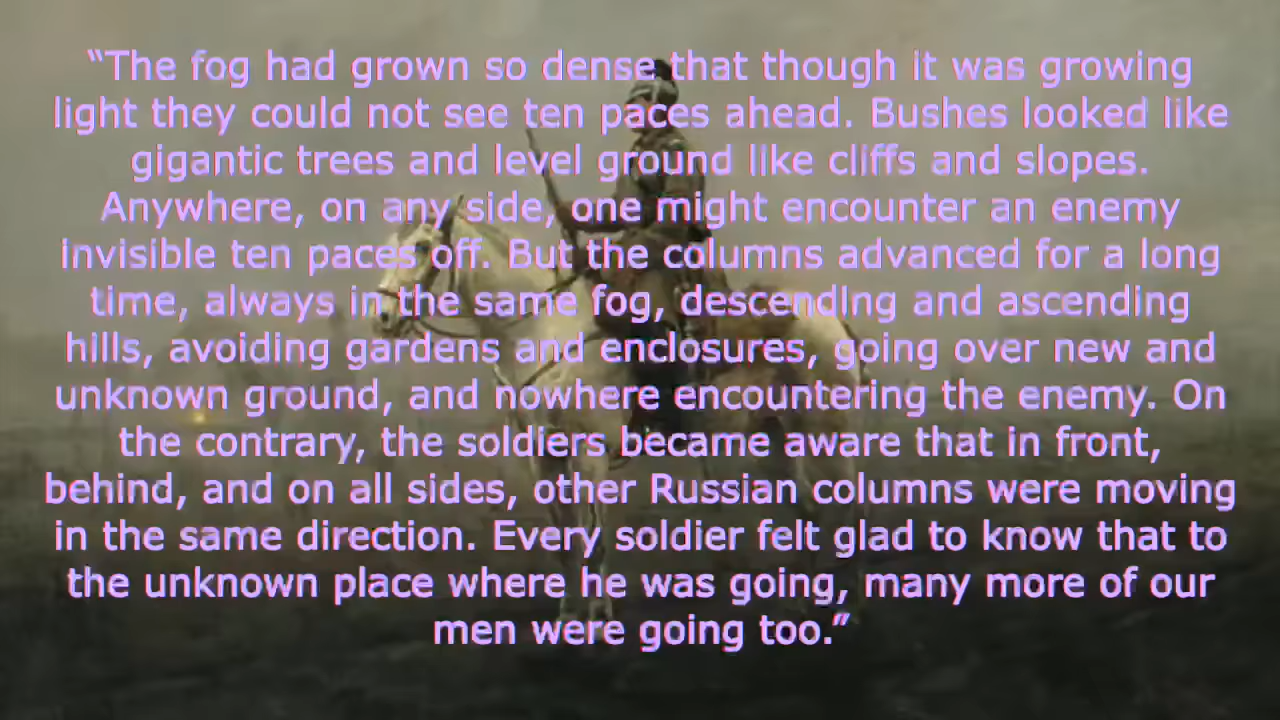 “The fog had grown so dense that though it was growing
light they could not see ten paces ahead. Bushes looked like
gigantic trees and level ground like cliffs and slopes.
Anywhere, on any side, one might encounter an enemy
invisible ten paces off. But the columns advanced for a long
time, always in the same fog, descending and ascending
hills, avoiding gardens and enclosures, going over new and
unknown ground, and nowhere encountering the enemy. On
the contrary, the soldiers became aware that in front,
behind, and on all sides, other Russian columns were moving
in the same direction. Every soldier felt glad to know that to
the unknown place where he was going, many more of our
men were going too.”